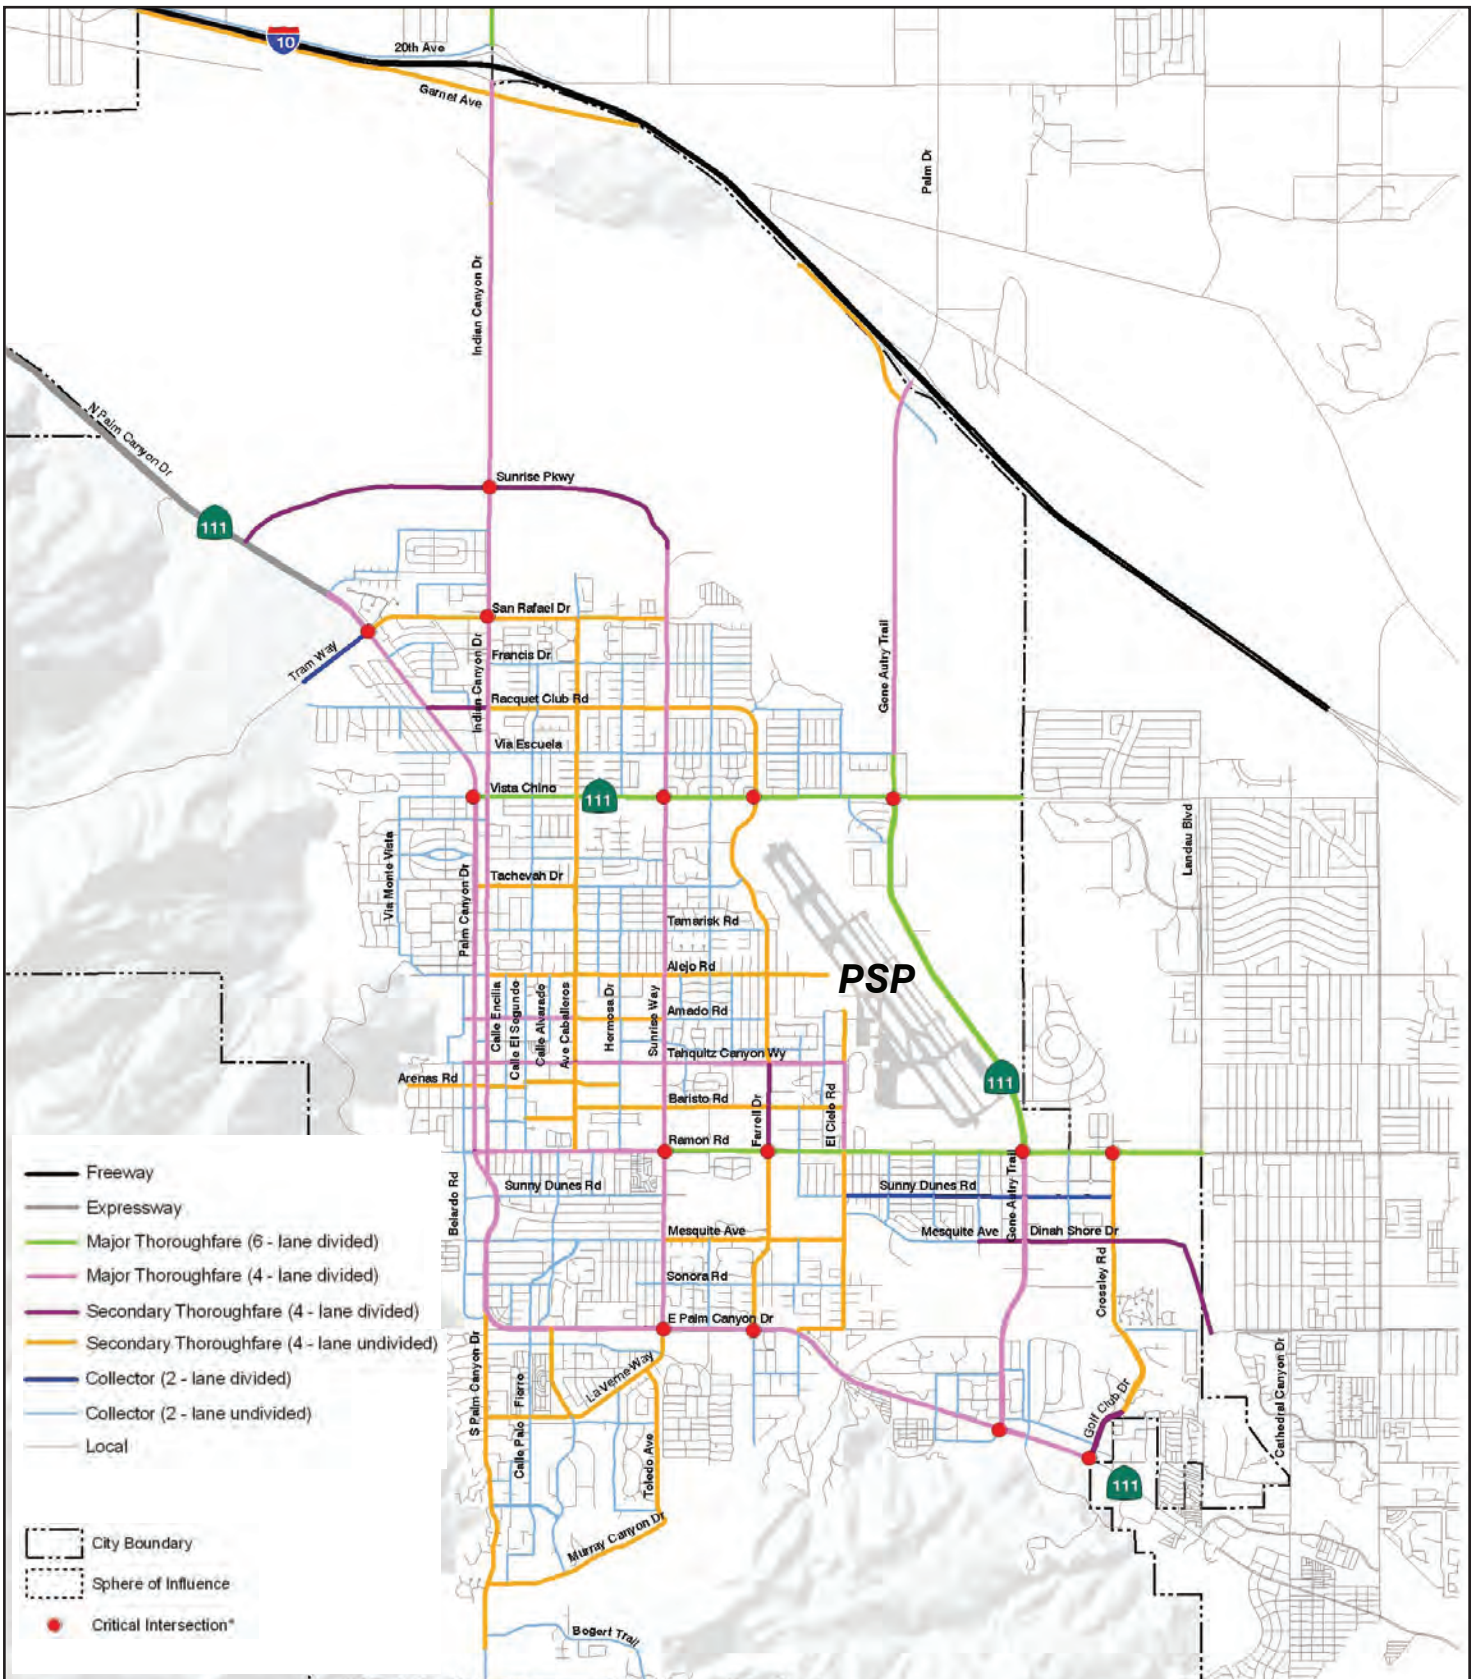 10
20th Ave
Garnet Ave
Palm Dr
Indian Canyon Dr
N Palm Canyon Dr
Sunrise Pkwy
111
San Rafael Dr
Tram Way
Indian Canyon Dr
Francis Dr
Gene Autry Trail
Racquet Club Rd
Via Escuela
Vista Chino
111
Via Monte Vista
Landau Blvd
Tachevah Dr
Palm Canyon Dr
Tamarisk Rd
Alejo Rd
PSP
Calle Encilia
Calle El Segundo
Calle Alvarado
Ave Caballeros
Hermosa Dr
Sunrise Way
Amado Rd
Tahquitz Canyon Wy
Arenas Rd
111
Baristo Rd
Farrell Dr
El Cielo Rd
Ramon Rd
Gene Autry Trail
Belardo Rd
Sunny Dunes Rd
Sunny Dunes Rd
Mesquite Ave
Mesquite Ave
Dinah Shore Dr
Sonora Rd
Crossley Rd
E Palm Canyon Dr
S Palm Canyon Dr
La Verne Way
Calle Palo Fierro
Golf Club Dr
Cathedral Canyon Dr
Toledo Ave
111
Murray Canyon Dr
Bogert Trail
Freeway
Expressway
Major Thoroughfare (6 - lane divided)
Major Thoroughfare (4 - lane divided)
Secondary Thoroughfare (4 - lane divided)
Secondary Thoroughfare (4 - lane undivided)
Collector (2 - lane divided)
Collector (2 - lane undivided)
Local
City Boundary
Sphere of Influence
Critical Intersection*